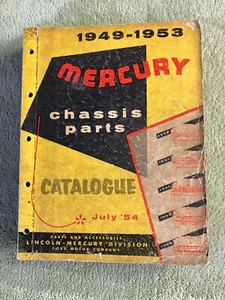 1949-1953
MERCURY
chassis
parts
CATALOGUE
July '54
PARTS AND ACCESSORIES
LINCOLN-MERCURY DIVISION
FORD MOTOR COMPANY